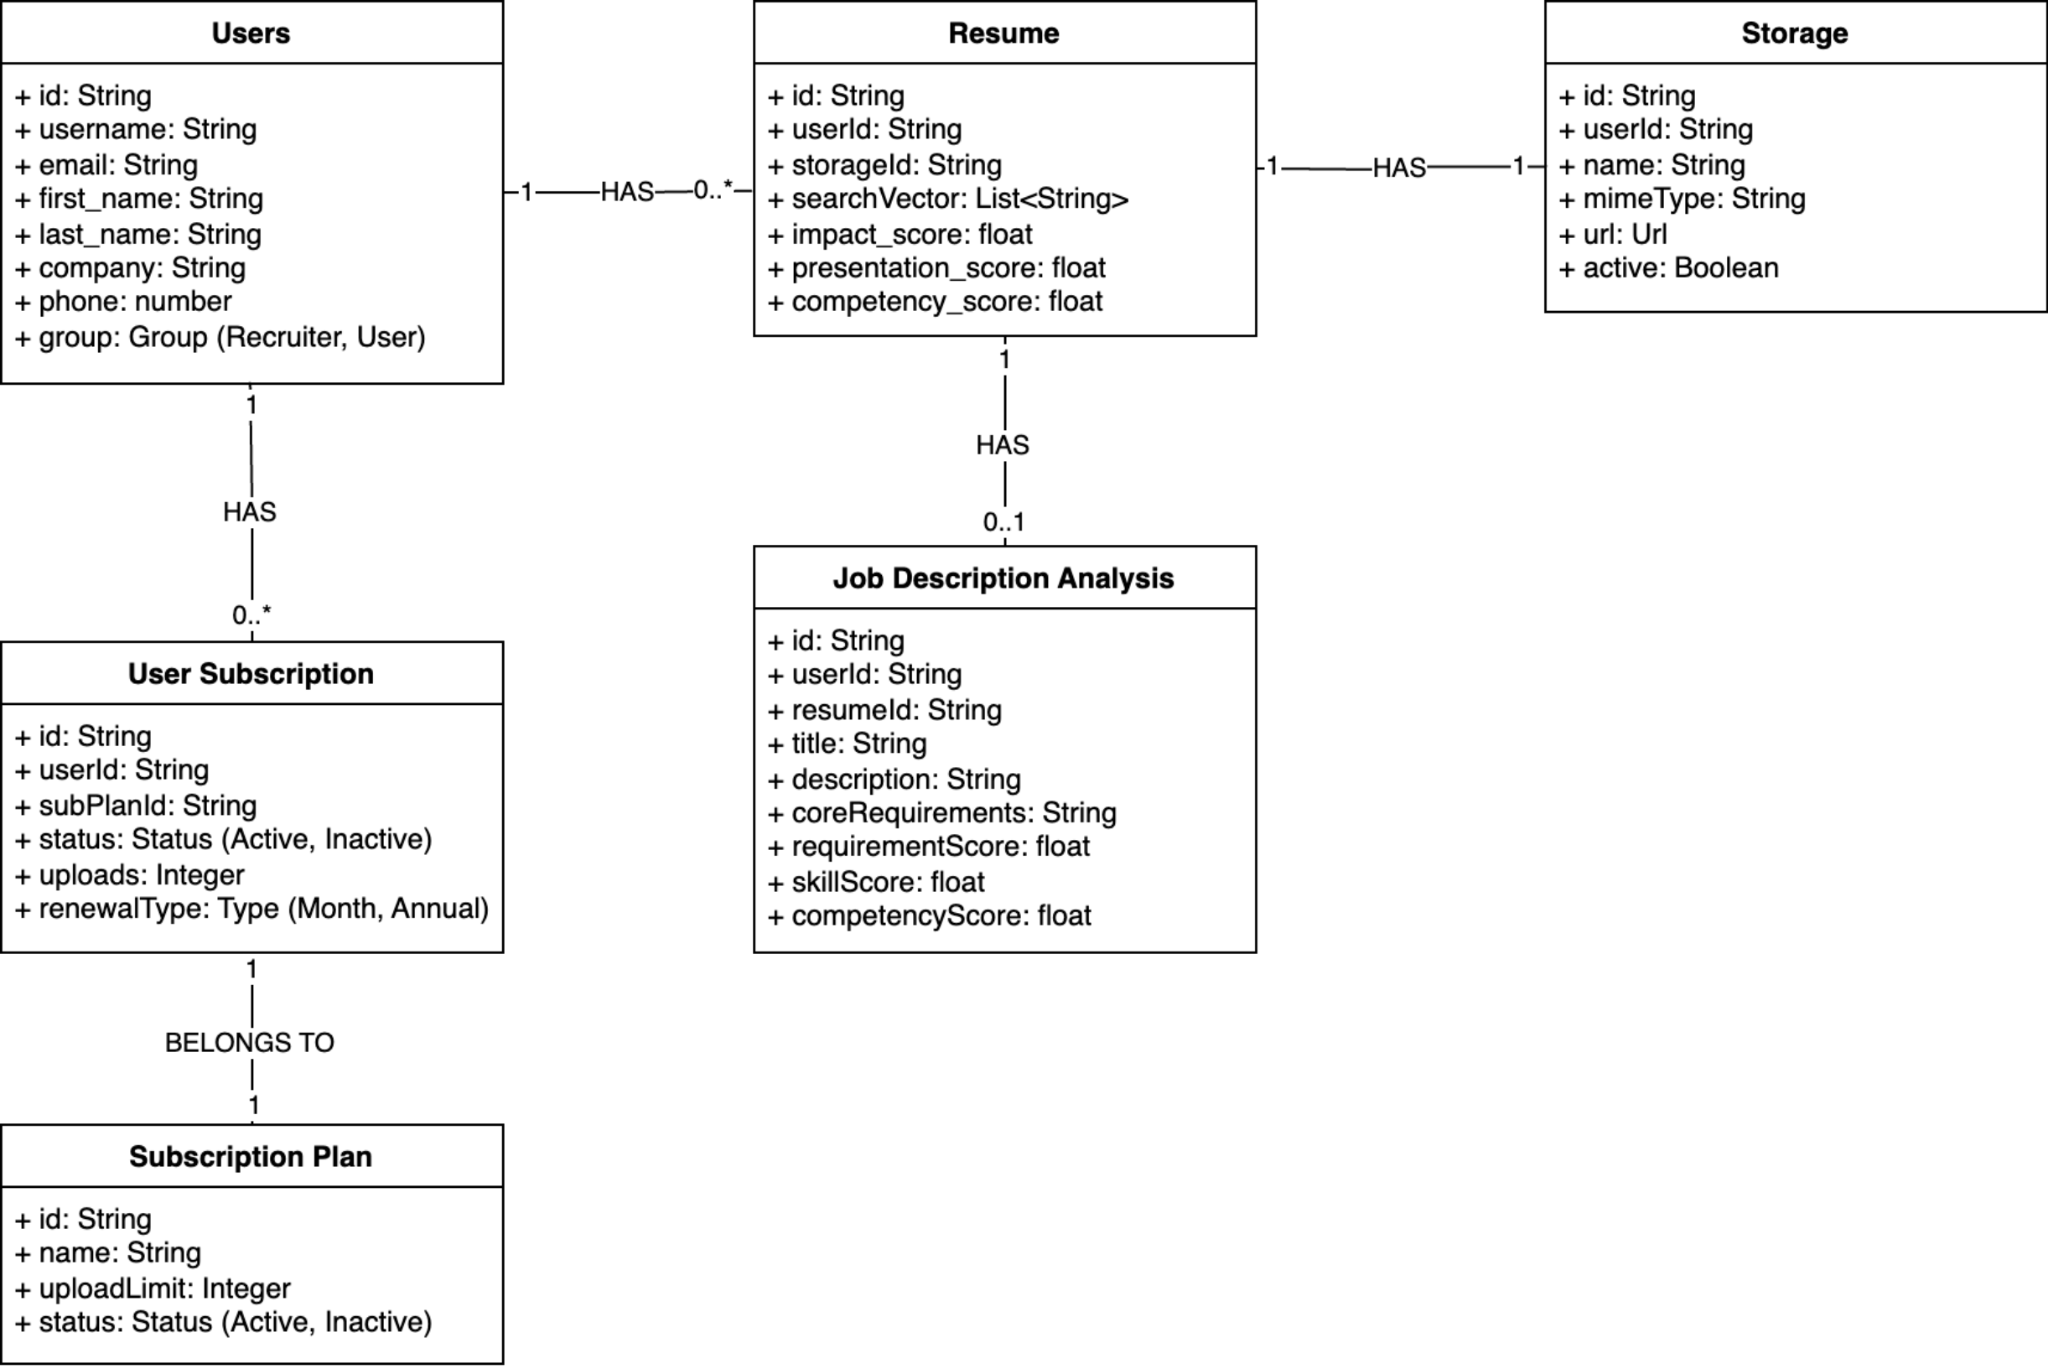 Users
+ id: String
+ username: String
+ email: String
+ first_name: String
+ last_name: String
+ company: String
+ phone: number
+ group: Group (Recruiter, User)
1
HAS
0..*
Resume
+ id: String
+ userId: String
+ storageId: String
+ searchVector: List<String>
+ impact_score: float
+ presentation_score: float
+ competency_score: float
1
HAS
1
Storage
+ id: String
+ userId: String
+ name: String
+ mimeType: String
+ url: Url
+ active: Boolean
1
HAS
0..*
1
HAS
0..1
User Subscription
+ id: String
+ userId: String
+ subPlanId: String
+ status: Status (Active, Inactive)
+ uploads: Integer
+ renewalType: Type (Month, Annual)
Job Description Analysis
+ id: String
+ userId: String
+ resumeId: String
+ title: String
+ description: String
+ coreRequirements: String
+ requirementScore: float
+ skillScore: float
+ competencyScore: float
1
BELONGS TO
1
Subscription Plan
+ id: String
+ name: String
+ uploadLimit: Integer
+ status: Status (Active, Inactive)